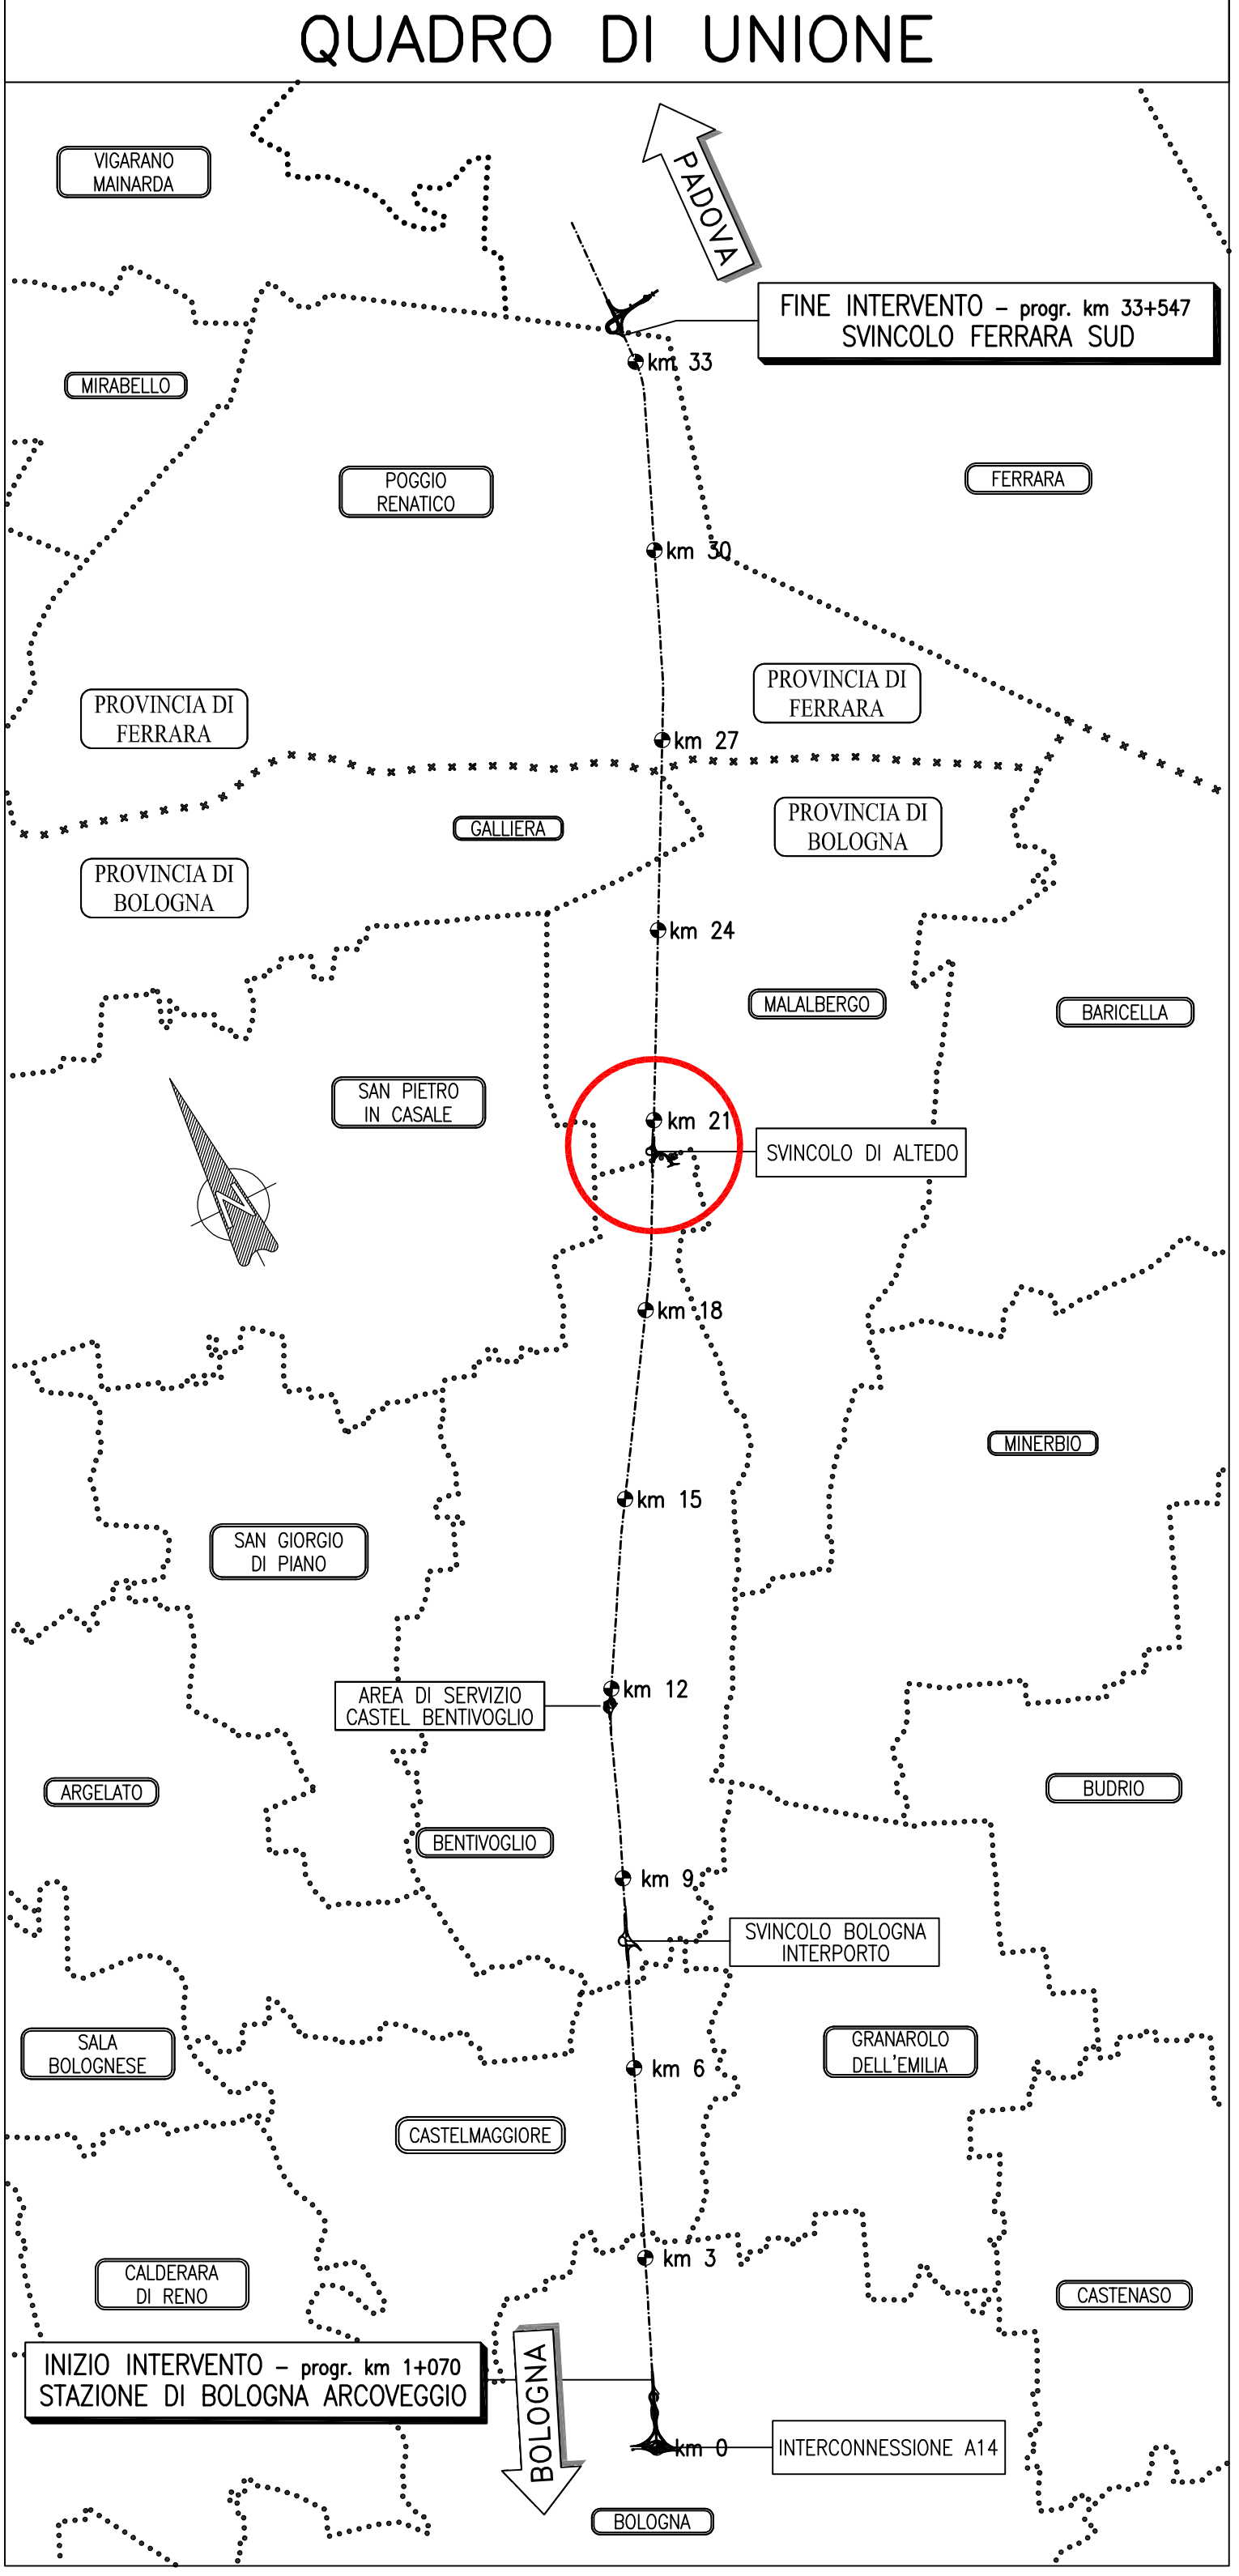 QUADRO DI UNIONE
VIGARANO
MAINARDA
PADOVA
FINE INTERVENTO - progr. km 33+547
SVINCOLO FERRARA SUD
km 33
MIRABELLO
POGGIO
RENATICO
FERRARA
km 30
PROVINCIA DI
FERRARA
PROVINCIA DI
FERRARA
km 27
GALLIERA
PROVINCIA DI
BOLOGNA
PROVINCIA DI
BOLOGNA
km 24
MALALBERGO
BARICELLA
SAN PIETRO
IN CASALE
km 21
SVINCOLO DI ALTEDO
N
km 18
MINERBIO
km 15
SAN GIORGIO
DI PIANO
km 12
AREA DI SERVIZIO
CASTEL BENTIVOGLIO
ARGELATO
BUDRIO
BENTIVOGLIO
km 9
SVINCOLO BOLOGNA
INTERPORTO
SALA
BOLOGNESE
GRANAROLO
DELL'EMILIA
km 6
CASTELMAGGIORE
km 3
CALDERARA
DI RENO
CASTENASO
INIZIO INTERVENTO - progr. km 1+070
STAZIONE DI BOLOGNA ARCOVEGGIO
BOLOGNA
km 0
INTERCONNESSIONE A14
BOLOGNA